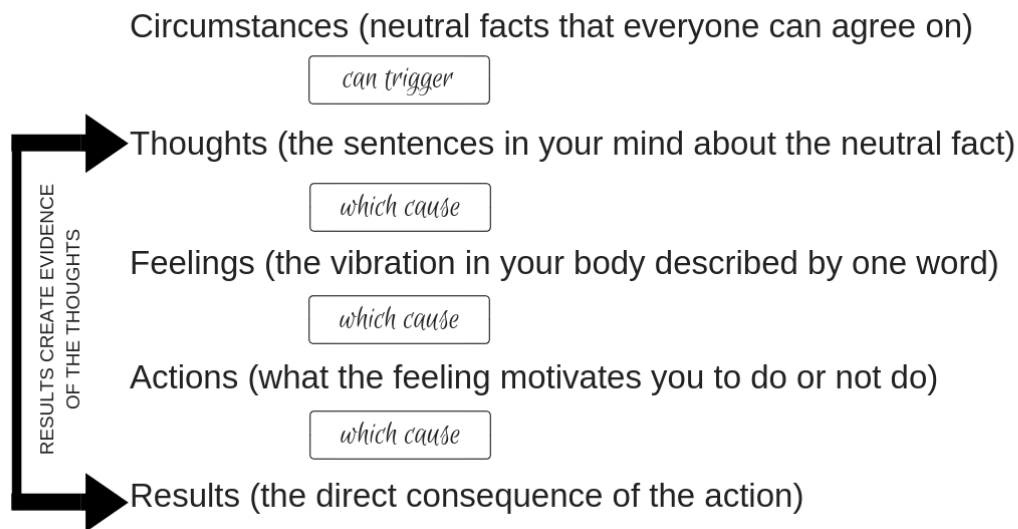 Circumstances (neutral facts that everyone can agree on)
can trigger
Thoughts (the sentences in your mind about the neutral fact)
which cause
Feelings (the vibration in your body described by one word)
which cause
Actions (what the feeling motivates you to do or not do)
which cause
Results (the direct consequence of the action)
RESULTS CREATE EVIDENCE
OF THE THOUGHTS